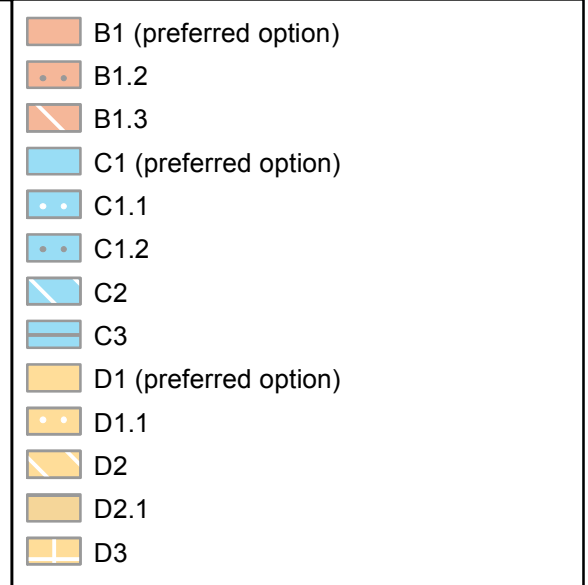 B1 (preferred option)
B1.2
B1.3
C1 (preferred option)
C1.1
C1.2
C2
C3
D1 (preferred option)
D1.1
D2
D2.1
D3